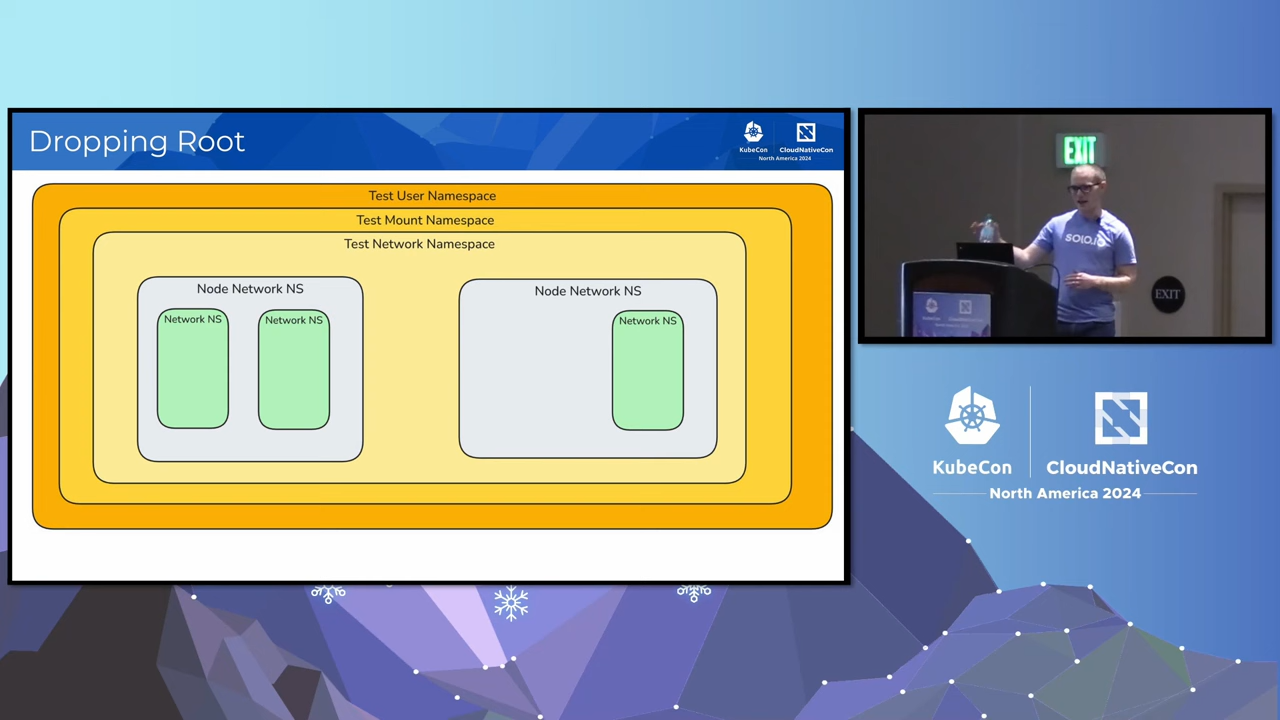 Dropping Root
KubeCon
CloudNativeCon
North America 2024
Test User Namespace
Test Mount Namespace
Test Network Namespace
Node Network NS
Network NS
Network NS
Node Network NS
Network NS
EXIT
solo.io
EXIT
KubeCon
CloudNativeCon
North America 2024